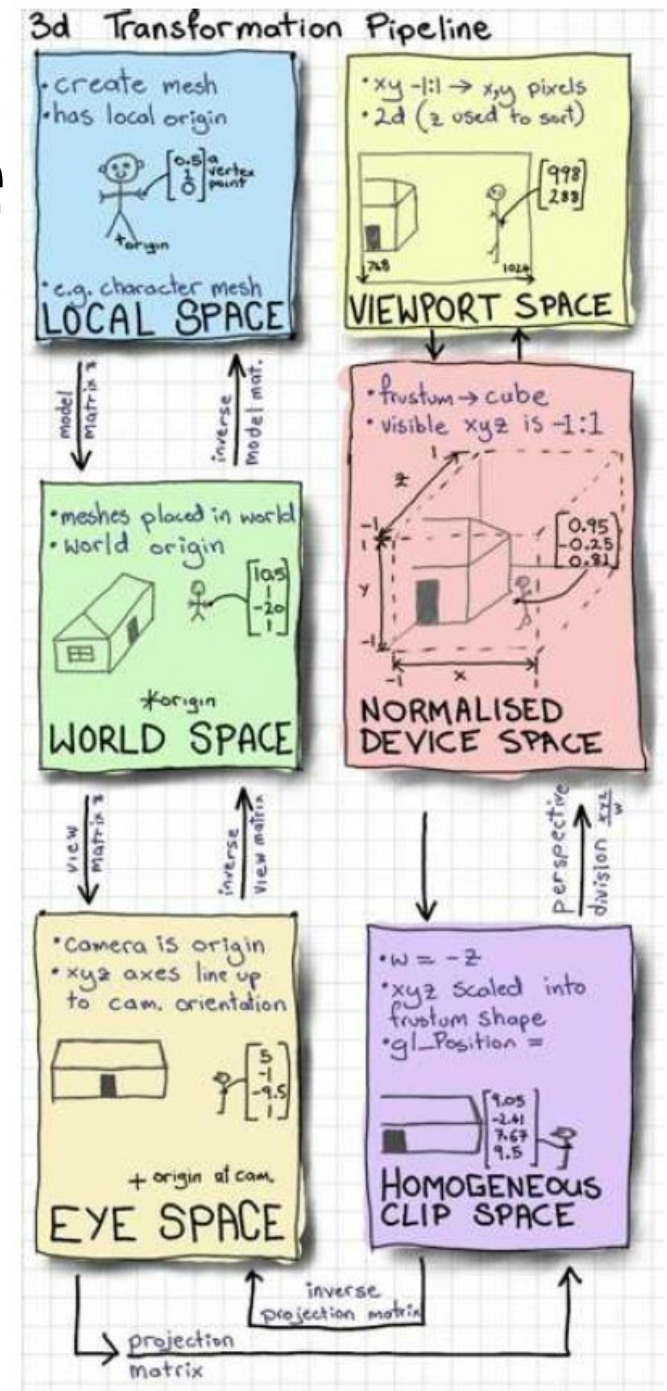 3d Transformation Pipeline
• create mesh
• has local origin
[0.5
1
0]
a
vertex
point
+origin
• e.g. character mesh
LOCAL SPACE
model
matrix
inverse
model mat.
• meshes placed in world
• world origin
[10.5
1
-20
1]
*origin
WORLD SPACE
view
matrix
inverse
view matrix
• camera is origin
• xyz axes line up
to cam. orientation
[5
-1
-9.5
1]
+ origin at cam.
EYE SPACE
projection
matrix
inverse
projection matrix
• w = -z
• xyz scaled into
frustum shape
• gl_Position =
[9.05
-2.41
7.67
9.5]
HOMOGENEOUS
CLIP SPACE
perspective
division xyz/w
• frustum → cube
• visible xyz is -1:1
1
z
-1
1
y
-1
-1
x
1
[0.95
-0.25
0.81]
NORMALISED
DEVICE SPACE
• xy -1:1 → x,y pixels
• 2d (z used to sort)
[998
288]
768
1024
VIEWPORT SPACE